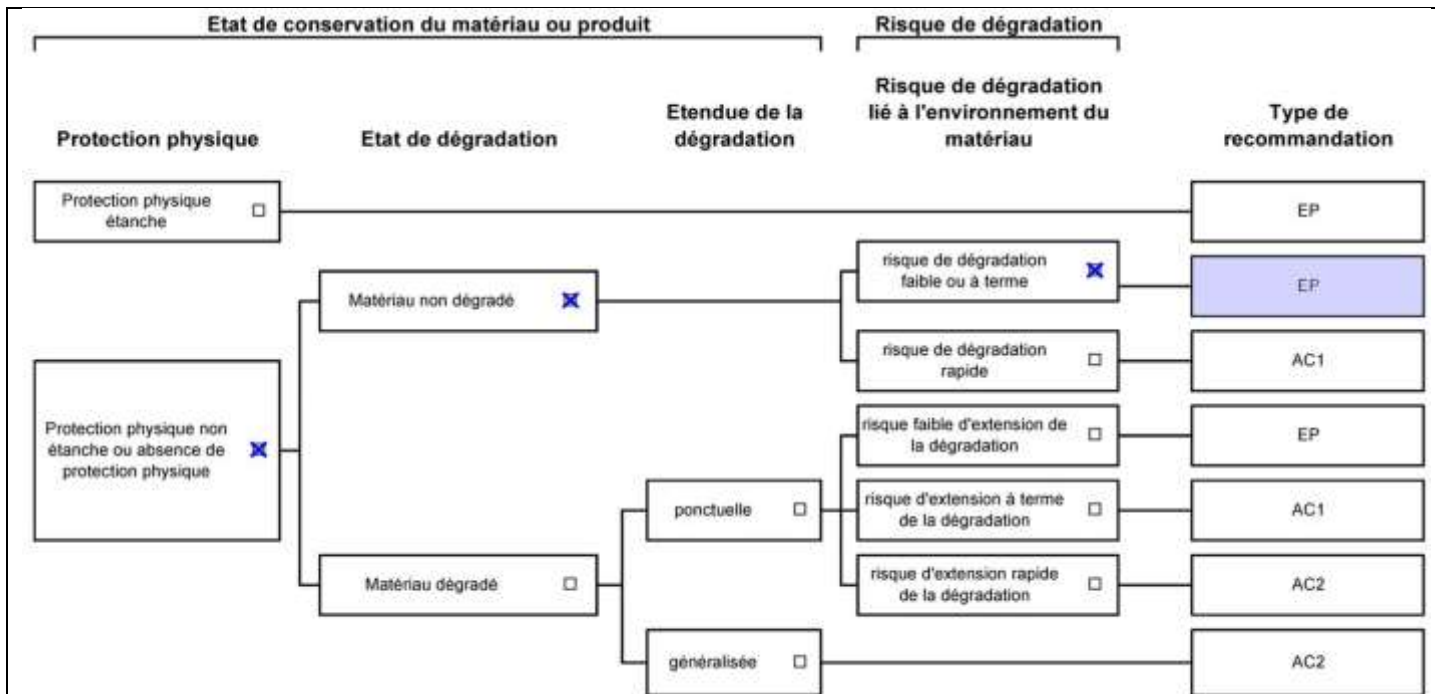 Etat de conservation du matériau ou produit
Risque de dégradation
Protection physique
Etat de dégradation
Etendue de la
dégradation
Risque de dégradation
lié à l'environnement du
matériau
Type de
recommandation
Protection physique
étanche
EP
Matériau non dégradé
risque de dégradation
faible ou à terme
EP
risque de dégradation
rapide
AC1
Protection physique non
étanche ou absence de
protection physique
risque faible d'extension de
la dégradation
EP
ponctuelle
risque d'extension à terme
de la dégradation
AC1
Matériau dégradé
risque d'extension rapide
de la dégradation
AC2
généralisée
AC2